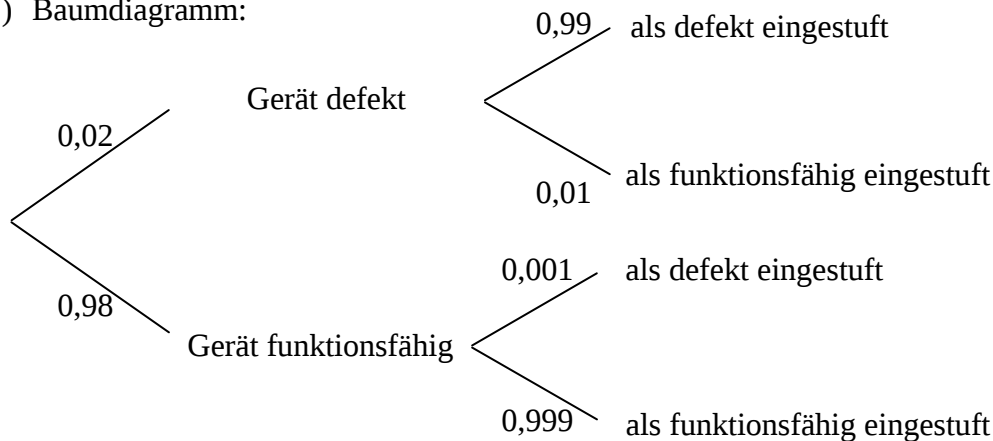 ) Baumdiagramm:
0,99 als defekt eingestuft
Gerät defekt
0,02
0,01 als funktionsfähig eingestuft
0,001 als defekt eingestuft
0,98
Gerät funktionsfähig
0,999 als funktionsfähig eingestuft